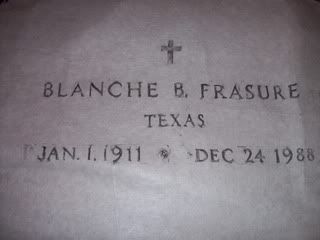 BLANCHE B. FRASURE
TEXAS
JAN. 1. 1911 DEC 24 1988